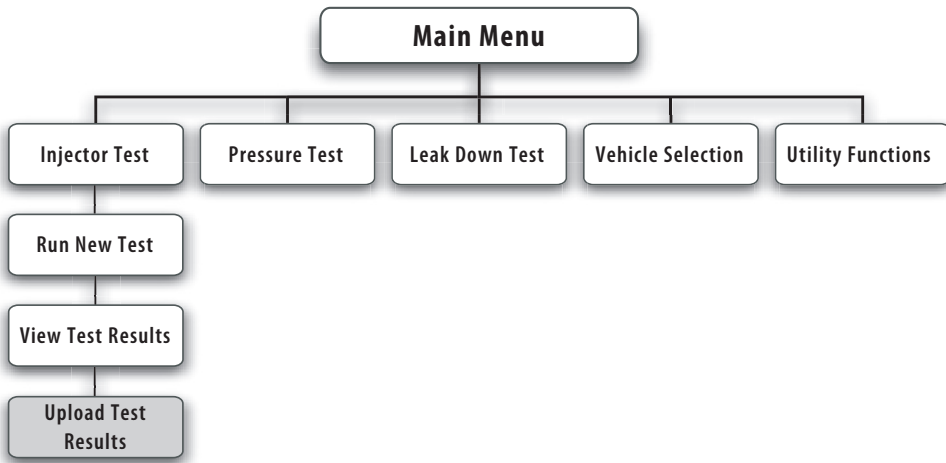 Main Menu
Injector Test
Pressure Test
Leak Down Test
Vehicle Selection
Utility Functions
Run New Test
View Test Results
Upload Test
Results